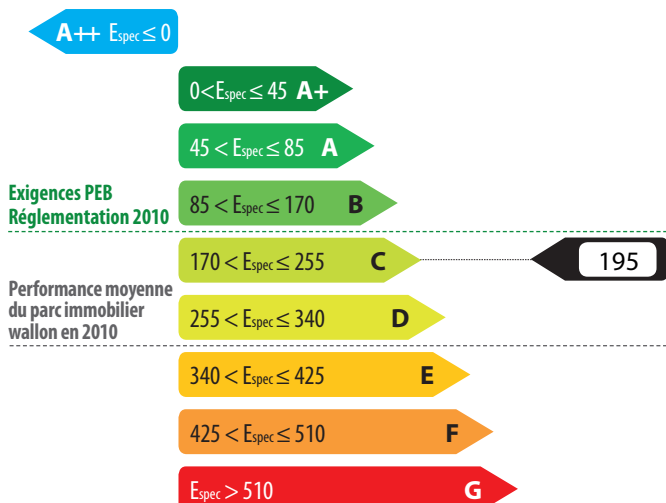 A++ Espec ≤ 0
0<Espec ≤ 45 A+
45 < Espec ≤ 85 A
Exigences PEB
Réglementation 2010
85 < Espec ≤ 170 B
170 < Espec ≤ 255 C
195
Performance moyenne
du parc immobilier
wallon en 2010
255 < Espec ≤ 340 D
340 < Espec ≤ 425 E
425 < Espec ≤ 510 F
Espec > 510 G